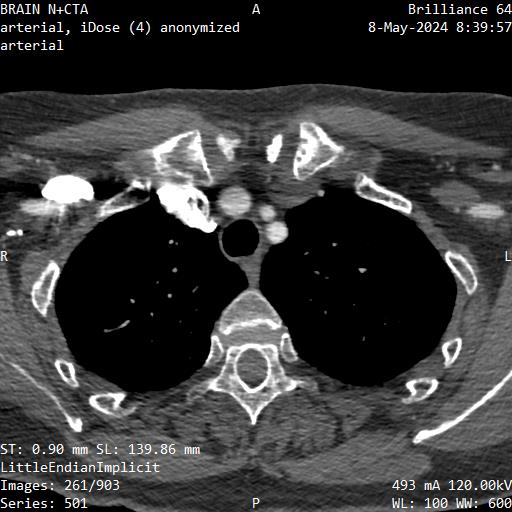 BRAIN N+CTA
arterial, iDose (4) anonymized
arterial
A
Brilliance 64
8-May-2024 8:39:57
R
L
ST: 0.90 mm SL: 139.86 mm
LittleEndianImplicit
Images: 261/903
Series: 501
P
493 mA 120.00kV
WL: 100 WW: 600